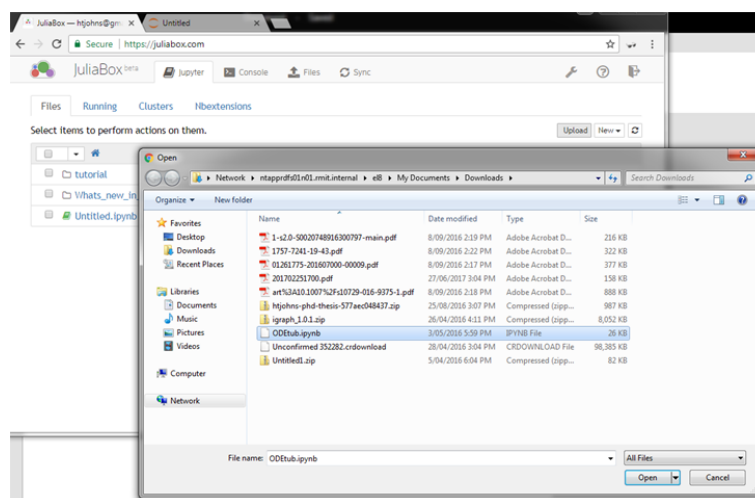 JuliaBox — htjohns@gm
Untitled
Secure | https://juliabox.com
JuliaBox beta
Jupyter
Console
Files
Sync
Files Running Clusters Nbextensions
Select items to perform actions on them.
Upload New
tutorial
Whats_new_in
Untitled.ipynb
Open
Network ▸ ntapprdfs01n01.rmit.internal ▸ el8 ▸ My Documents ▸ Downloads ▸
Search Downloads
Organize New folder
Favorites
Desktop
Downloads
Recent Places
Libraries
Documents
Music
Pictures
Videos
Computer
Network
Name Date modified Type Size
1-s2.0-S0020748916300797-main.pdf 8/09/2016 2:19 PM Adobe Acrobat D... 216 KB
1757-7241-19-43.pdf 8/09/2016 2:22 PM Adobe Acrobat D... 322 KB
01261775-201607000-00009.pdf 8/09/2016 2:17 PM Adobe Acrobat D... 377 KB
201702251700.pdf 27/06/2017 3:04 PM Adobe Acrobat D... 158 KB
art%3A10.1007%2Fs10729-016-9375-1.pdf 8/09/2016 2:18 PM Adobe Acrobat D... 888 KB
htjohns-phd-thesis-577aec048437.zip 25/08/2016 3:07 PM Compressed (zipp... 987 KB
igraph_1.0.1.zip 26/04/2016 4:11 PM Compressed (zipp... 8,052 KB
ODEtub.ipynb 3/05/2016 5:59 PM IPYNB File 26 KB
Unconfirmed 352282.crdownload 28/04/2016 3:04 PM CRDOWNLOAD File 98,385 KB
Untitled1.zip 5/04/2016 6:04 PM Compressed (zipp... 82 KB
File name: ODEtub.ipynb
All Files
Open
Cancel